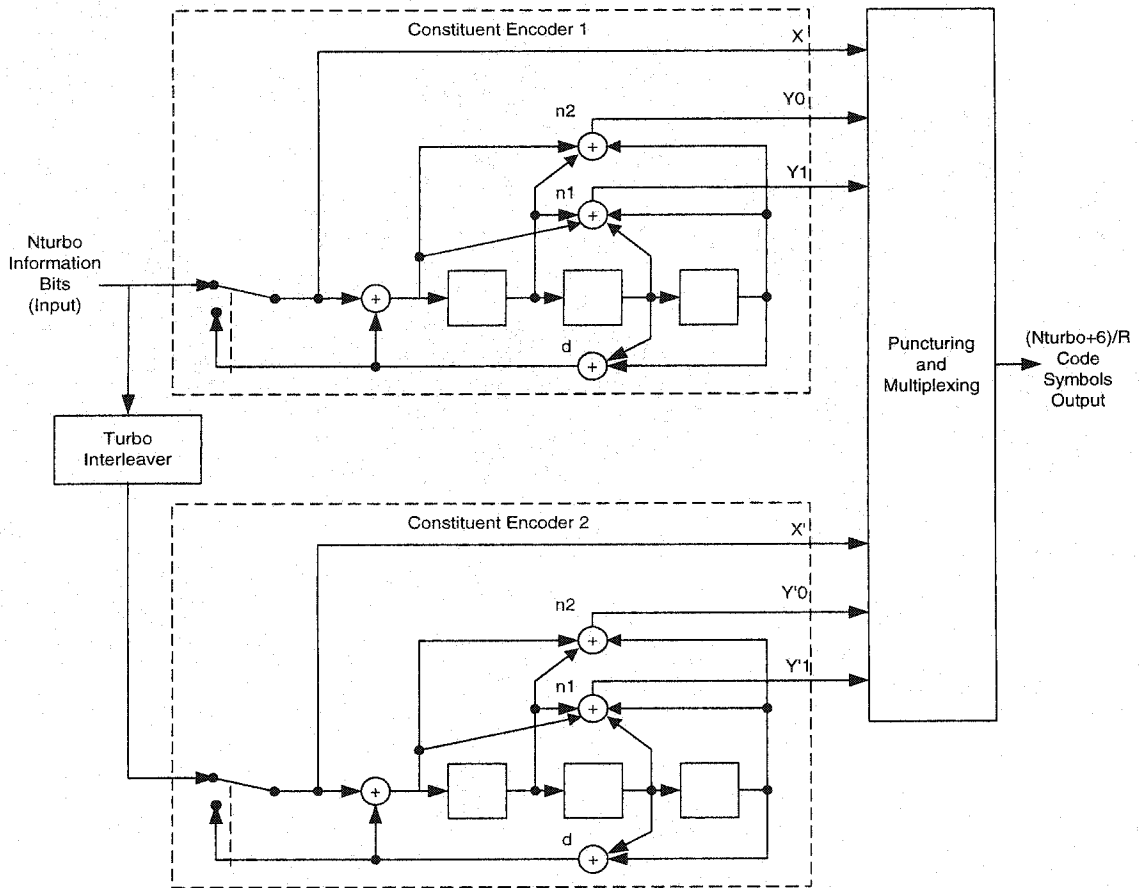 Constituent Encoder 1
X
n2
Y0
n1
Y1
Nturbo
Information
Bits
(Input)
+
+
+
d
+
Puncturing
and
Multiplexing
(Nturbo+6)/R
Code
Symbols
Output
Turbo
Interleaver
Constituent Encoder 2
X'
n2
Y'0
n1
Y'1
+
+
+
d
+